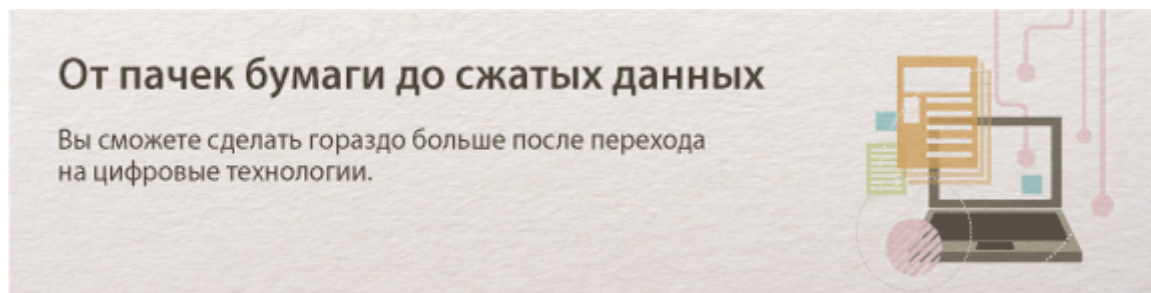 От пачек бумаги до сжатых данных
Вы сможете сделать гораздо больше после перехода
на цифровые технологии.